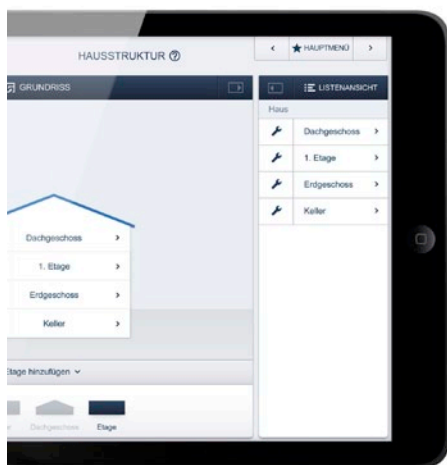 HAUSSTRUKTUR
HAUPTMENÜ
GRUNDRISS
LISTENANSICHT
Haus
Dachgeschoss
1. Etage
Erdgeschoss
Keller
Dachgeschoss
1. Etage
Erdgeschoss
Keller
Etage hinzufügen
Dachgeschoss
Etage